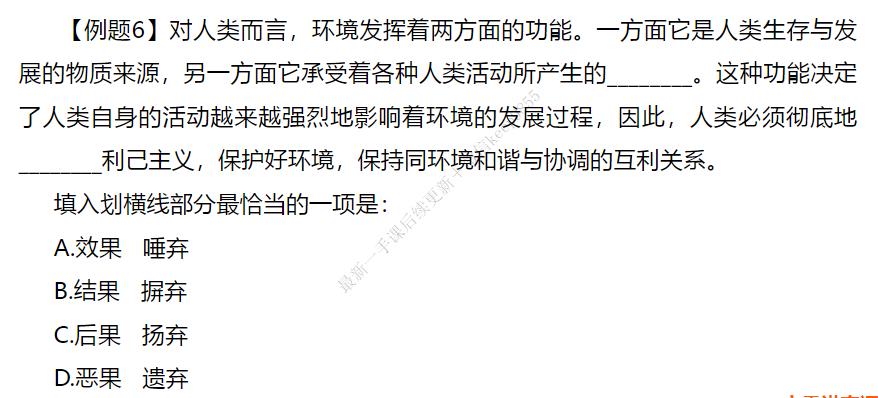 【例题6】对人类而言，环境发挥着两方面的功能。一方面它是人类生存与发
展的物质来源，另一方面它承受着各种人类活动所产生的________。这种功能决定
了人类自身的活动越来越强烈地影响着环境的发展过程，因此，人类必须彻底地
________利己主义，保护好环境，保持同环境和谐与协调的互利关系。
填入划横线部分最恰当的一项是：
A.效果 唾弃
B.结果 摒弃
C.后果 扬弃
D.恶果 遗弃
最新一手课后续更新